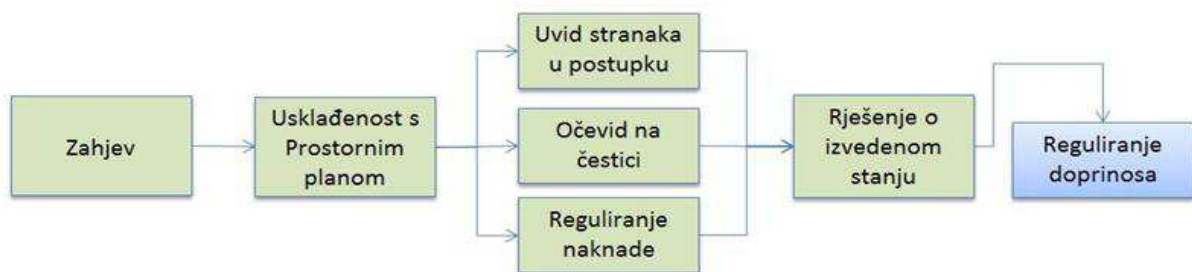 Zahjev
Usklađenost s
Prostornim
planom
Uvid stranaka
u postupku
Očevid na
čestici
Reguliranje
naknade
Rješenje o
izvedenom
stanju
Reguliranje
doprinosa